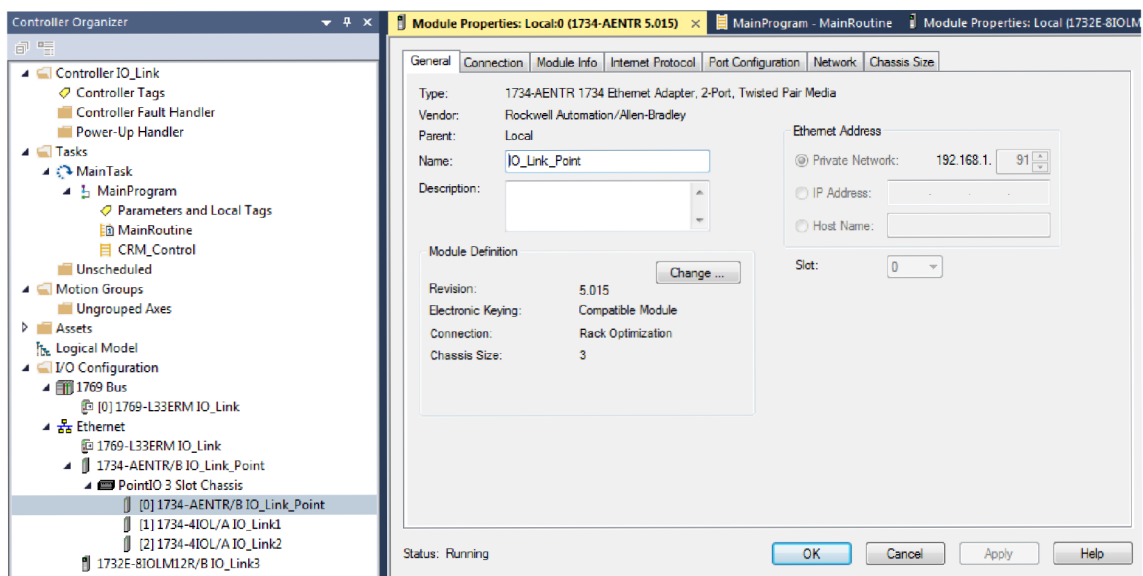 Controller Organizer
Controller IO_Link
Controller Tags
Controller Fault Handler
Power-Up Handler
Tasks
MainTask
MainProgram
Parameters and Local Tags
MainRoutine
CRM_Control
Unscheduled
Motion Groups
Ungrouped Axes
Assets
Logical Model
I/O Configuration
1769 Bus
[0] 1769-L33ERM IO_Link
Ethernet
1769-L33ERM IO_Link
1734-AENTR/B IO_Link_Point
PointIO 3 Slot Chassis
[0] 1734-AENTR/B IO_Link_Point
[1] 1734-4IOL/A IO_Link1
[2] 1734-4IOL/A IO_Link2
1732E-8IOLM12R/B IO_Link3
Module Properties: Local:0 (1734-AENTR 5.015) MainProgram - MainRoutine Module Properties: Local (1732E-8IOLM
General Connection Module Info Internet Protocol Port Configuration Network Chassis Size
Type: 1734-AENTR 1734 Ethernet Adapter, 2-Port, Twisted Pair Media
Vendor: Rockwell Automation/Allen-Bradley
Parent: Local
Name: IO_Link_Point
Description:
Ethernet Address
Private Network: 192.168.1. 91
IP Address:
Host Name:
Slot: 0
Module Definition
Change ...
Revision: 5.015
Electronic Keying: Compatible Module
Connection: Rack Optimization
Chassis Size: 3
Status: Running OK Cancel Apply Help